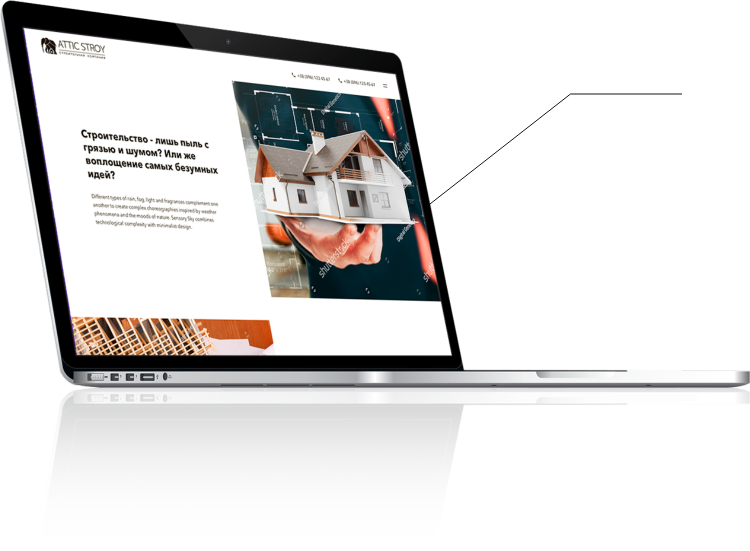 ATTIC STROY
СТРОИТЕЛЬНАЯ КОМПАНИЯ
+38 (096) 123 45 67 +38 (096) 123 45 67
Строительство - лишь пыль с
грязью и шумом? Или же
воплощение самых безумных
идей?
Different types of rain, fog, light and fragrances complement one
another to create complex choreographies inspired by weather
phenomena and the moods of nature. Sensory Sky combines
technological complexity with minimalist design.
shutterstock